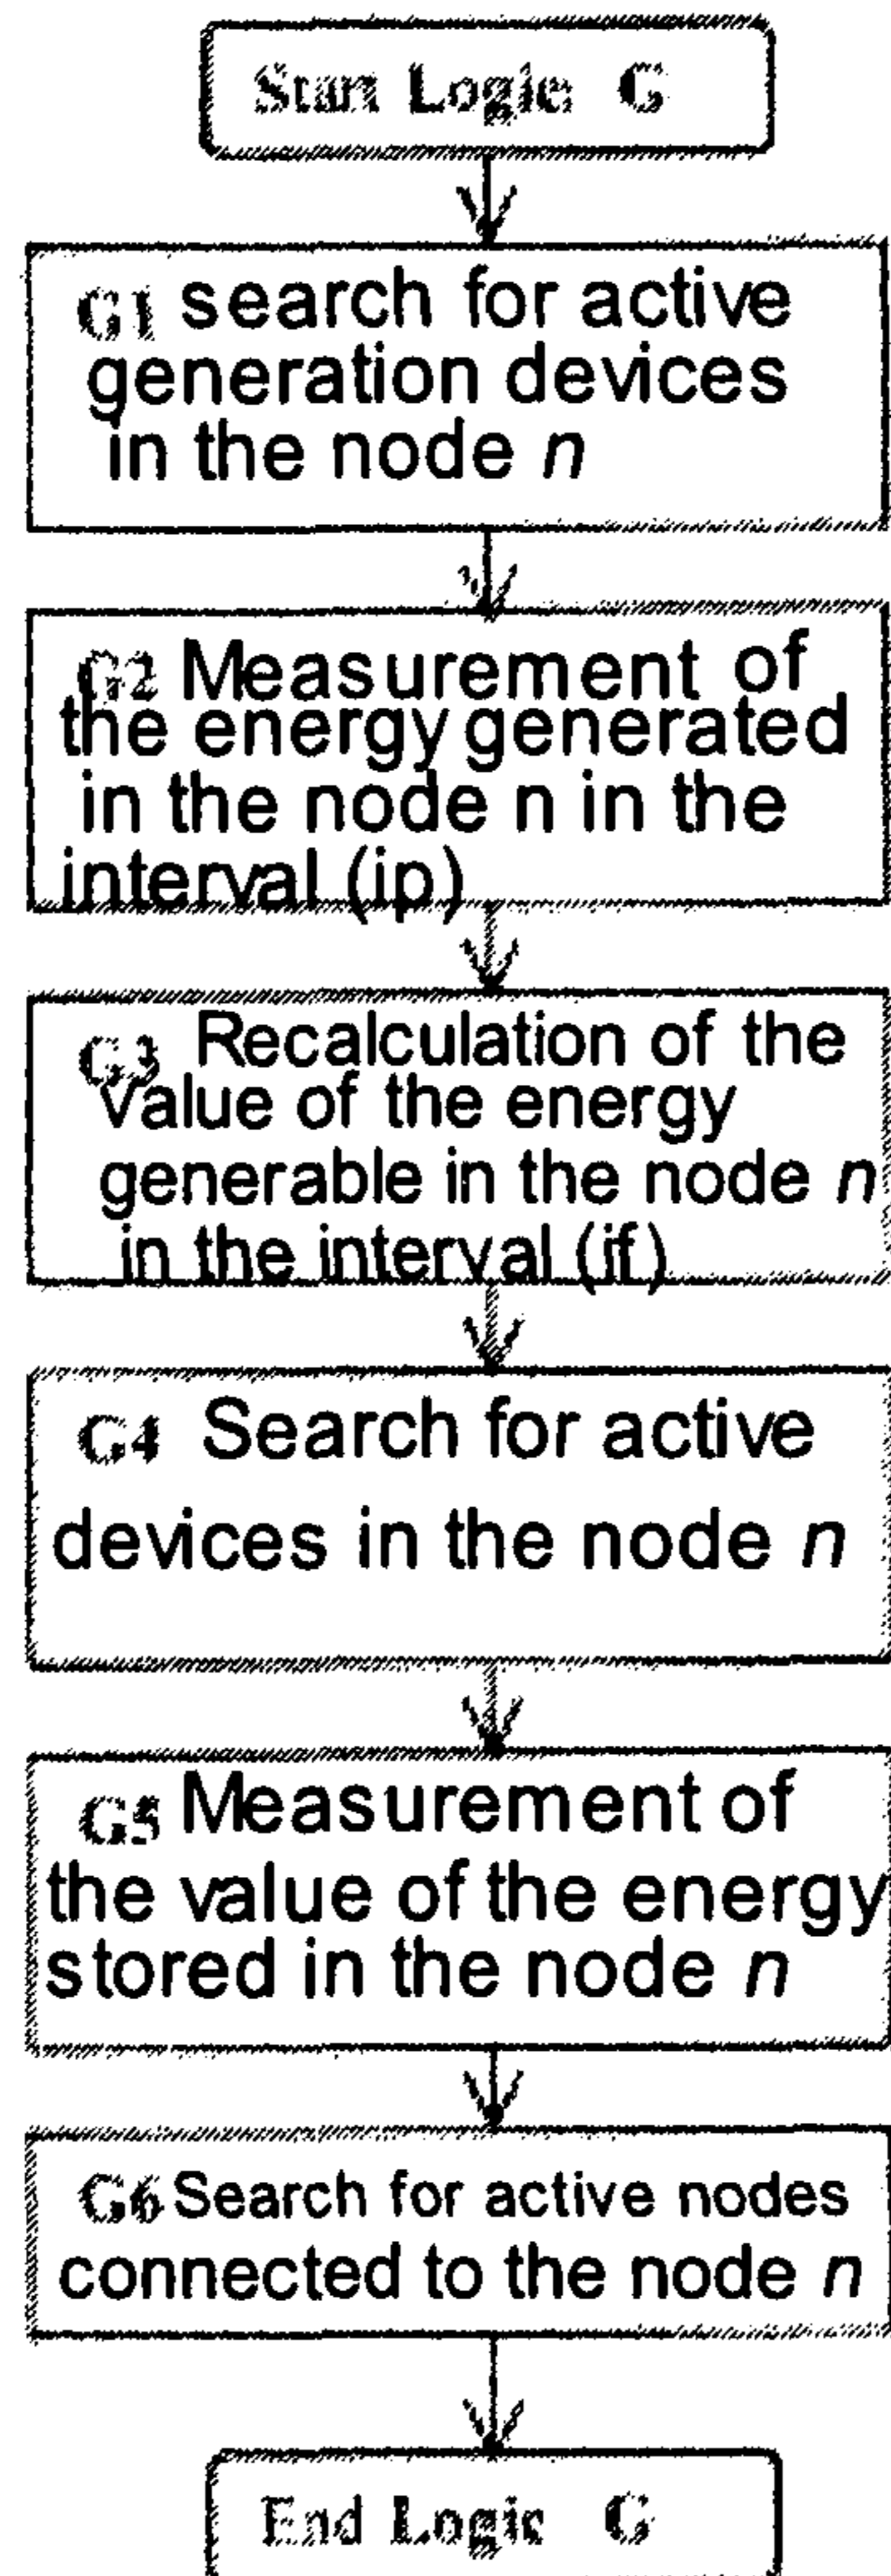 Start Logic G
G1 search for active
generation devices
in the node n
G2 Measurement of
the energy generated
in the node n in the
interval (ip)
G3 Recalculation of the
value of the energy
generable in the node n
in the interval (if)
G4 Search for active
devices in the node n
G5 Measurement of
the value of the energy
stored in the node n
G6 Search for active nodes
connected to the node n
End Logic G